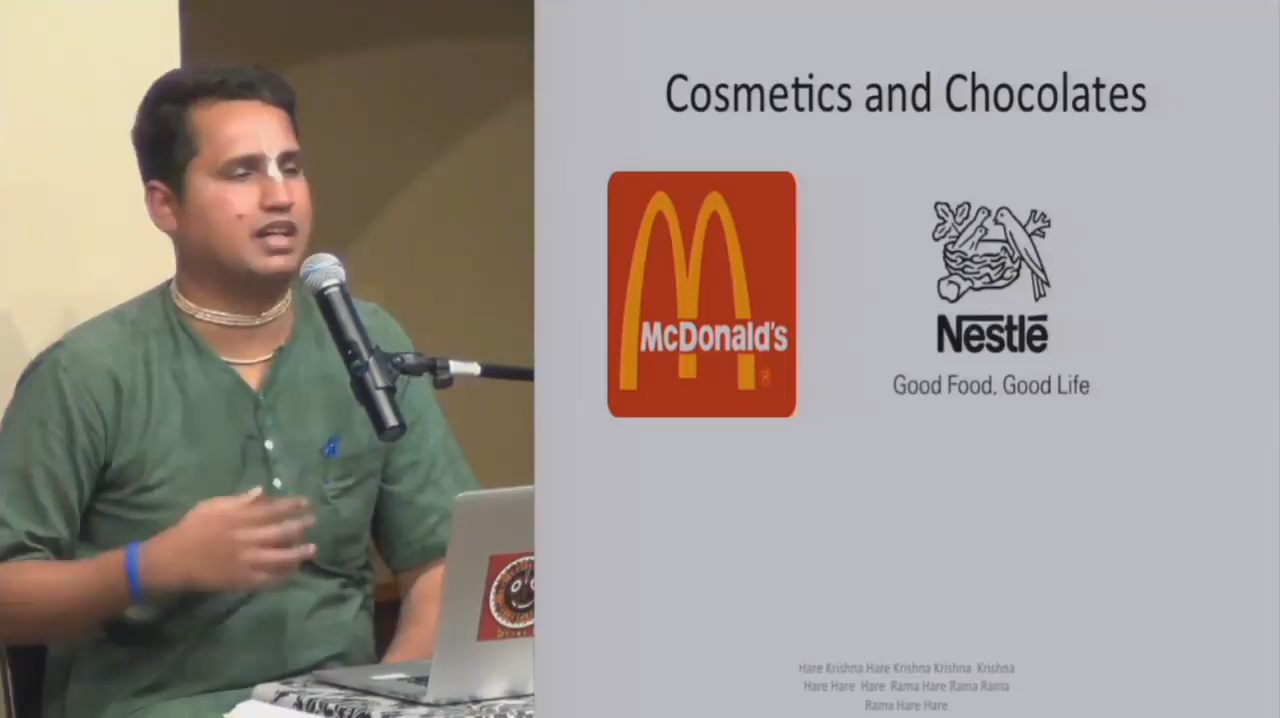 Cosmetics and Chocolates
McDonald's
Nestlé
Good Food, Good Life
Hare Krishna Hare Krishna Krishna Krishna
Hare Hare Hare Rama Hare Rama Rama
Rama Hare Hare